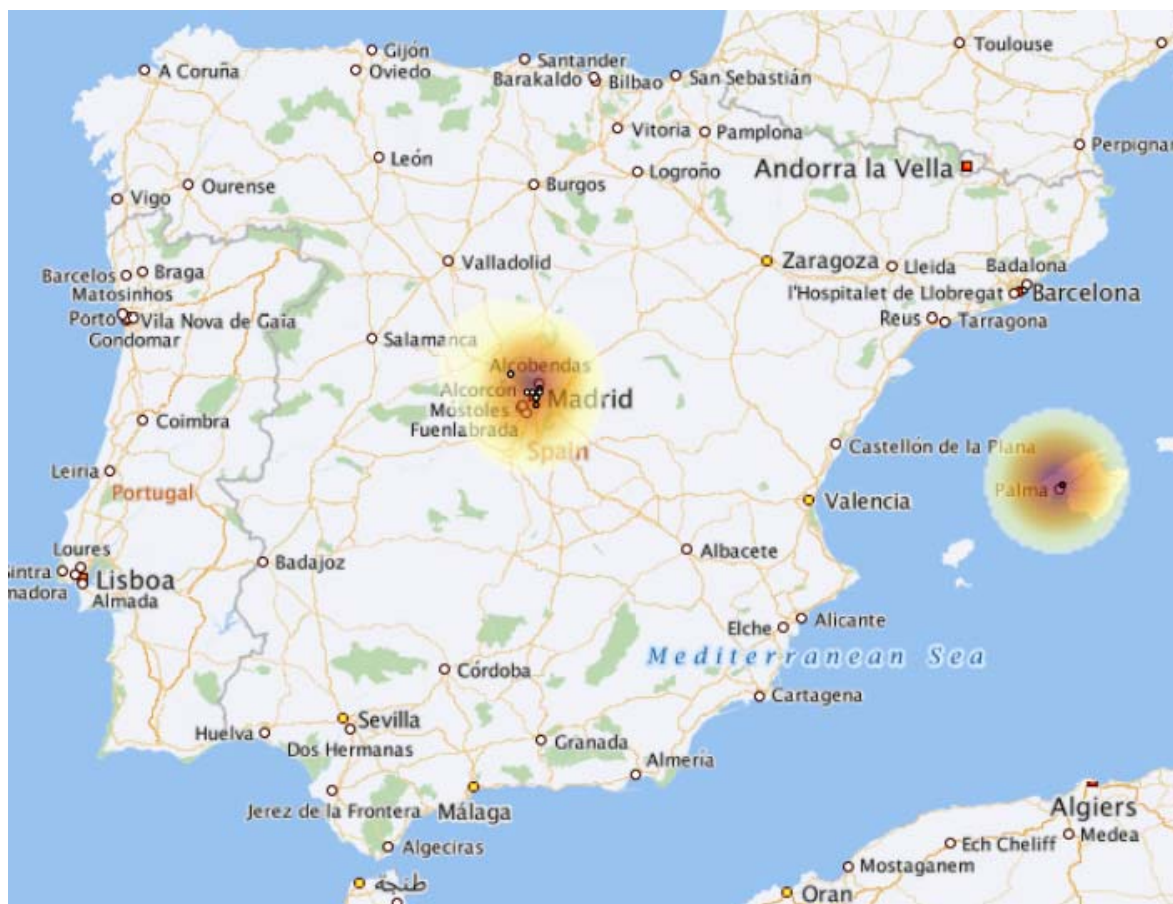 Gijón
Toulouse
Santander
A Coruña
Oviedo
Barakaldo
Bilbao
San Sebastián
Vitoria
Pamplona
Perpignan
León
Logroño
Andorra la Vella
Ourense
Burgos
Vigo
Valladolid
Zaragoza
Lleida
Badalona
Braga
Barcelos
Matosinhos
l'Hospitalet de Llobregat
Barcelona
Porto
Vila Nova de Gaia
Reus
Tarragona
Gondomar
Salamanca
Alcobendas
Alcorcón
Madrid
Móstoles
Coimbra
Fuenlabrada
Castellón de la Plana
Spain
Leiria
Portugal
Palma
Valencia
Loures
Albacete
Badajoz
Sintra
Lisboa
madora
Almada
Elche
Alicante
Mediterranean Sea
Córdoba
Cartagena
Sevilla
Huelva
Dos Hermanas
Granada
Almeria
Jerez de la Frontera
Málaga
Algiers
Medea
Algeciras
Ech Cheliff
Mostaganem
طنجة
Oran